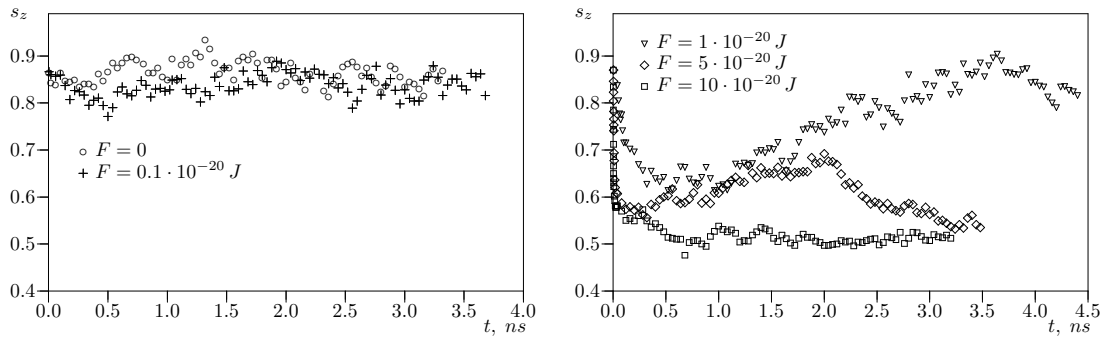 s_z
0.9
0.8
0.7
0.6
0.5
0.4
0.0 0.5 1.0 1.5 2.0 2.5 3.0 3.5 4.0
t, ns
F = 0
F = 0.1 · 10⁻²⁰ J
s_z
0.9
0.8
0.7
0.6
0.5
0.4
0.0 0.5 1.0 1.5 2.0 2.5 3.0 3.5 4.0 4.5
t, ns
F = 1 · 10⁻²⁰ J
F = 5 · 10⁻²⁰ J
F = 10 · 10⁻²⁰ J